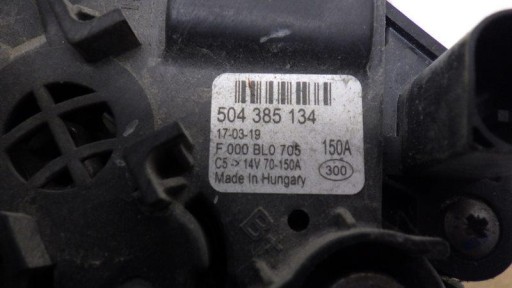 504 385 134
17-03-19
F 000 BL0 705 150A
C5 -> 14V 70-150A 300
Made In Hungary